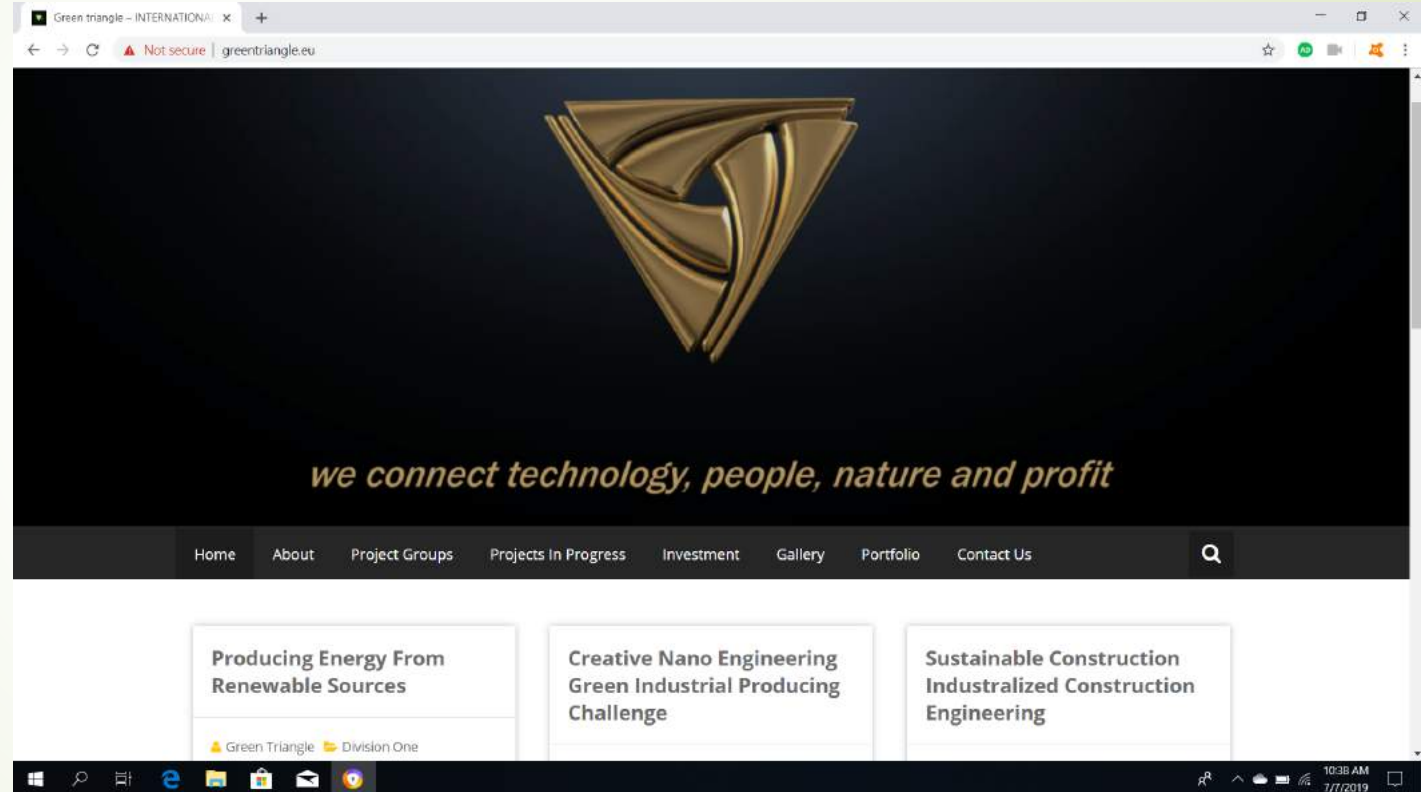 Green triangle – INTERNATIONAL
Not secure | greentriangle.eu
we connect technology, people, nature and profit
Home About Project Groups Projects In Progress Investment Gallery Portfolio Contact Us
Producing Energy From
Renewable Sources
Green Triangle Division One
Creative Nano Engineering
Green Industrial Producing
Challenge
Sustainable Construction
Industralized Construction
Engineering
10:38 AM
7/7/2019